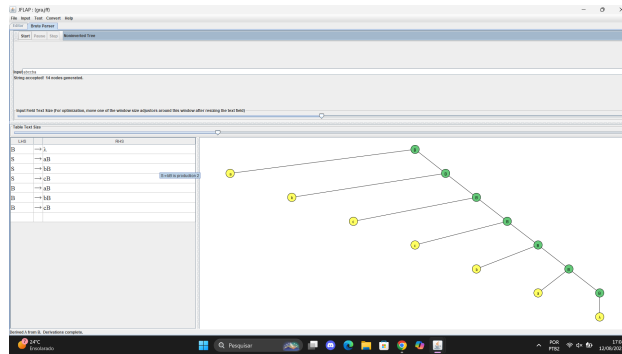 JFLAP : (graj.ff)
File Input Test Convert Help
Editor Brute Parser
Start Pause Step Noninverted Tree
Input
String accepted! 14 nodes generated.
Input Field Text Size (For optimization, move one of the window size adjustors around this window after resizing the text field)
Table Text Size
LHS RHS
B → λ
S → aB
S → bB
S → cB
B → aB
B → bB
B → cB
Derived λ from B. Derivations complete.
24°C
Ensolarado
Pesquisar
POR
PTB2